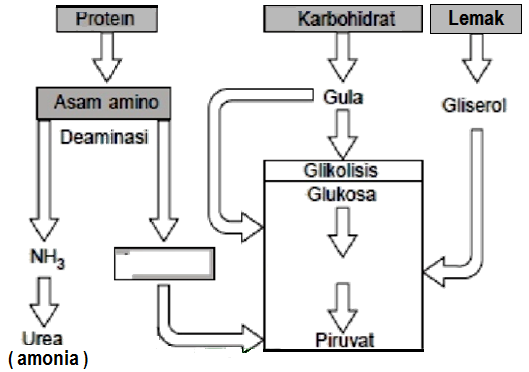 Protein
Karbohidrat
Lemak
Asam amino
Gula
Gliserol
Deaminasi
Glikolisis
Glukosa
NH3
Urea
Piruvat
( amonia )